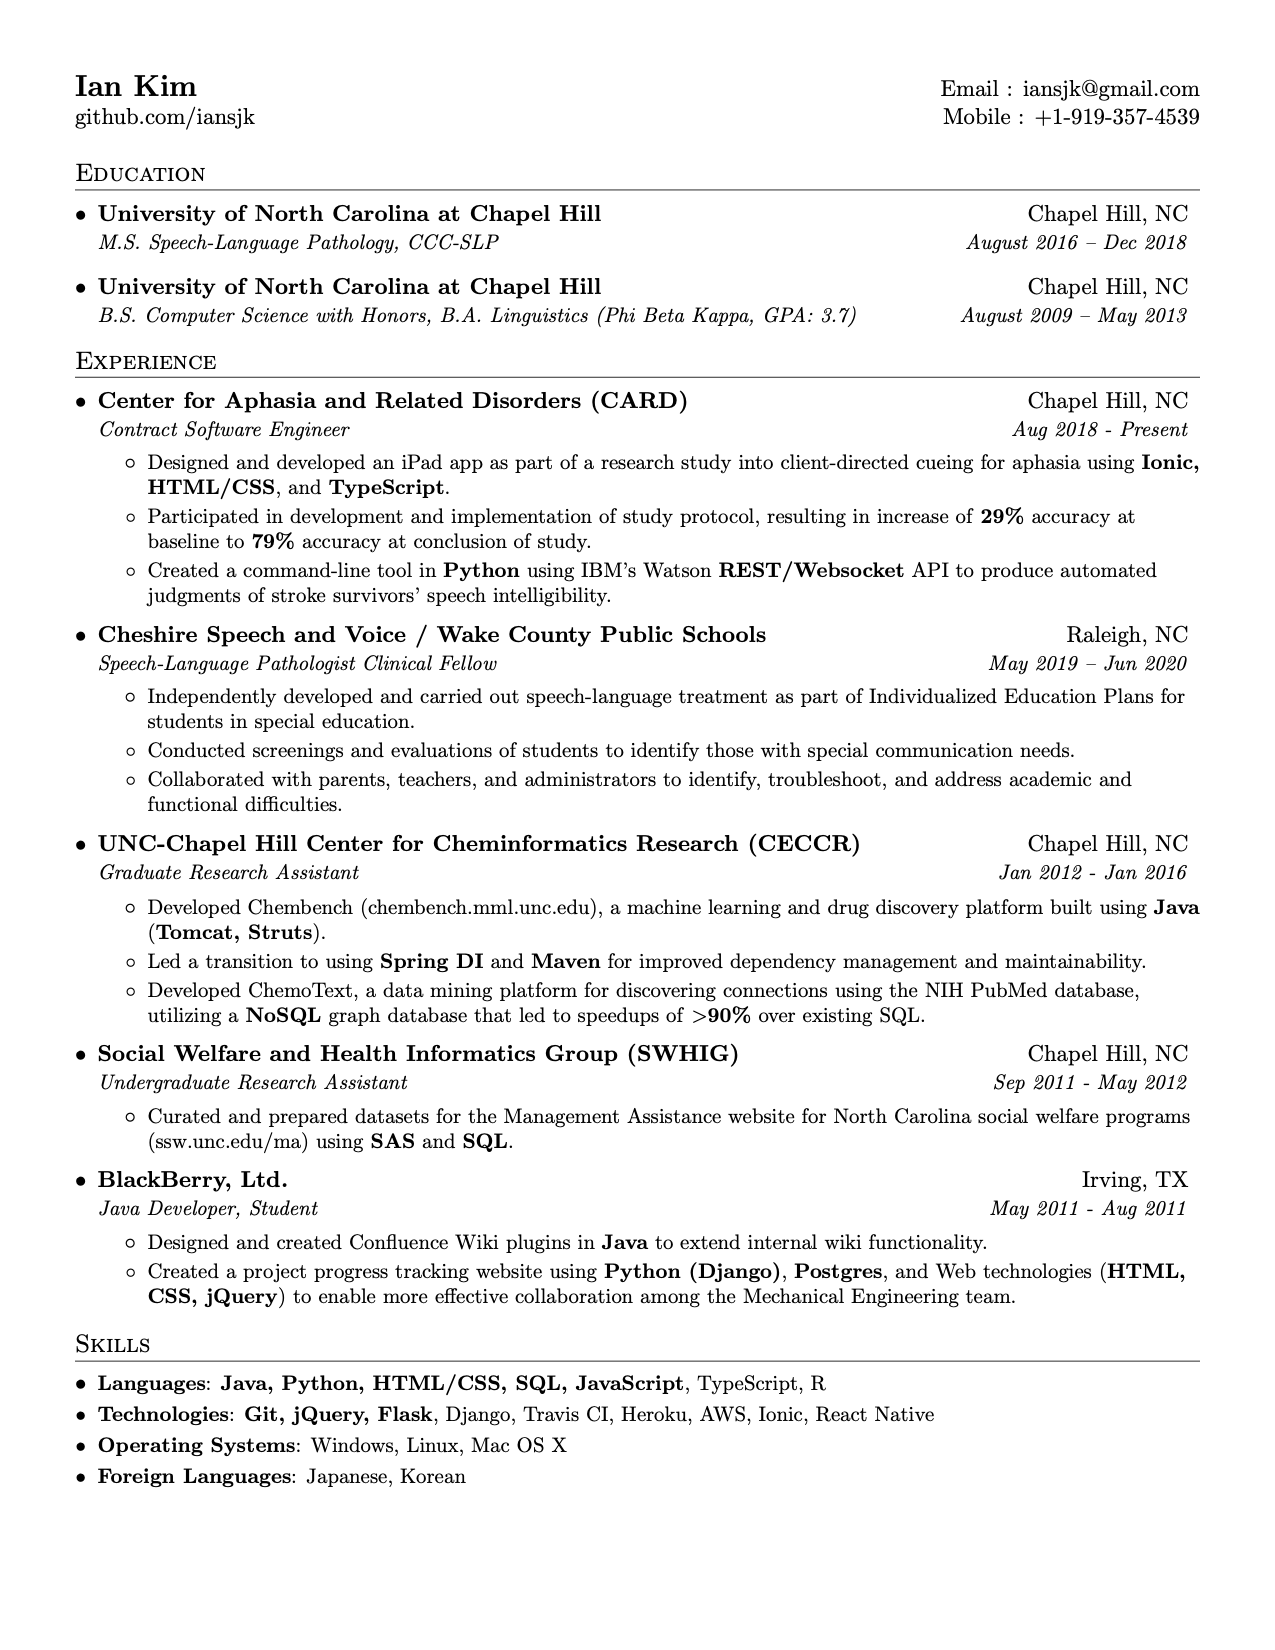 Ian Kim
Email : iansjk@gmail.com
github.com/iansjk
Mobile : +1-919-357-4539
Education
• University of North Carolina at Chapel Hill
Chapel Hill, NC
M.S. Speech-Language Pathology, CCC-SLP
August 2016 – Dec 2018
• University of North Carolina at Chapel Hill
Chapel Hill, NC
B.S. Computer Science with Honors, B.A. Linguistics (Phi Beta Kappa, GPA: 3.7)
August 2009 – May 2013
Experience
• Center for Aphasia and Related Disorders (CARD)
Chapel Hill, NC
Contract Software Engineer
Aug 2018 - Present
◦ Designed and developed an iPad app as part of a research study into client-directed cueing for aphasia using Ionic,
HTML/CSS, and TypeScript.
◦ Participated in development and implementation of study protocol, resulting in increase of 29% accuracy at
baseline to 79% accuracy at conclusion of study.
◦ Created a command-line tool in Python using IBM's Watson REST/Websocket API to produce automated
judgments of stroke survivors' speech intelligibility.
• Cheshire Speech and Voice / Wake County Public Schools
Raleigh, NC
Speech-Language Pathologist Clinical Fellow
May 2019 – Jun 2020
◦ Independently developed and carried out speech-language treatment as part of Individualized Education Plans for
students in special education.
◦ Conducted screenings and evaluations of students to identify those with special communication needs.
◦ Collaborated with parents, teachers, and administrators to identify, troubleshoot, and address academic and
functional difficulties.
• UNC-Chapel Hill Center for Cheminformatics Research (CECCR)
Chapel Hill, NC
Graduate Research Assistant
Jan 2012 - Jan 2016
◦ Developed Chembench (chembench.mml.unc.edu), a machine learning and drug discovery platform built using Java
(Tomcat, Struts).
◦ Led a transition to using Spring DI and Maven for improved dependency management and maintainability.
◦ Developed ChemoText, a data mining platform for discovering connections using the NIH PubMed database,
utilizing a NoSQL graph database that led to speedups of >90% over existing SQL.
• Social Welfare and Health Informatics Group (SWHIG)
Chapel Hill, NC
Undergraduate Research Assistant
Sep 2011 - May 2012
◦ Curated and prepared datasets for the Management Assistance website for North Carolina social welfare programs
(ssw.unc.edu/ma) using SAS and SQL.
• BlackBerry, Ltd.
Irving, TX
Java Developer, Student
May 2011 - Aug 2011
◦ Designed and created Confluence Wiki plugins in Java to extend internal wiki functionality.
◦ Created a project progress tracking website using Python (Django), Postgres, and Web technologies (HTML,
CSS, jQuery) to enable more effective collaboration among the Mechanical Engineering team.
Skills
• Languages: Java, Python, HTML/CSS, SQL, JavaScript, TypeScript, R
• Technologies: Git, jQuery, Flask, Django, Travis CI, Heroku, AWS, Ionic, React Native
• Operating Systems: Windows, Linux, Mac OS X
• Foreign Languages: Japanese, Korean